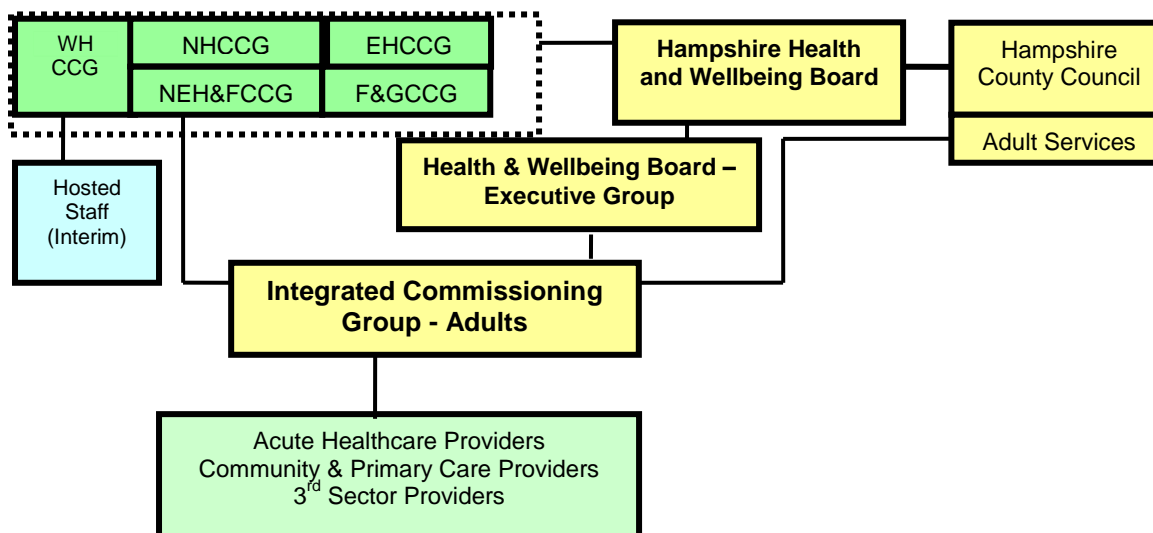 WH
CCG
NHCCG
EHCCG
NEH&FCCG
F&GCCG
Hampshire Health
and Wellbeing Board
Hampshire
County Council
Adult Services
Health & Wellbeing Board –
Executive Group
Hosted
Staff
(Interim)
Integrated Commissioning
Group - Adults
Acute Healthcare Providers
Community & Primary Care Providers
3rd Sector Providers